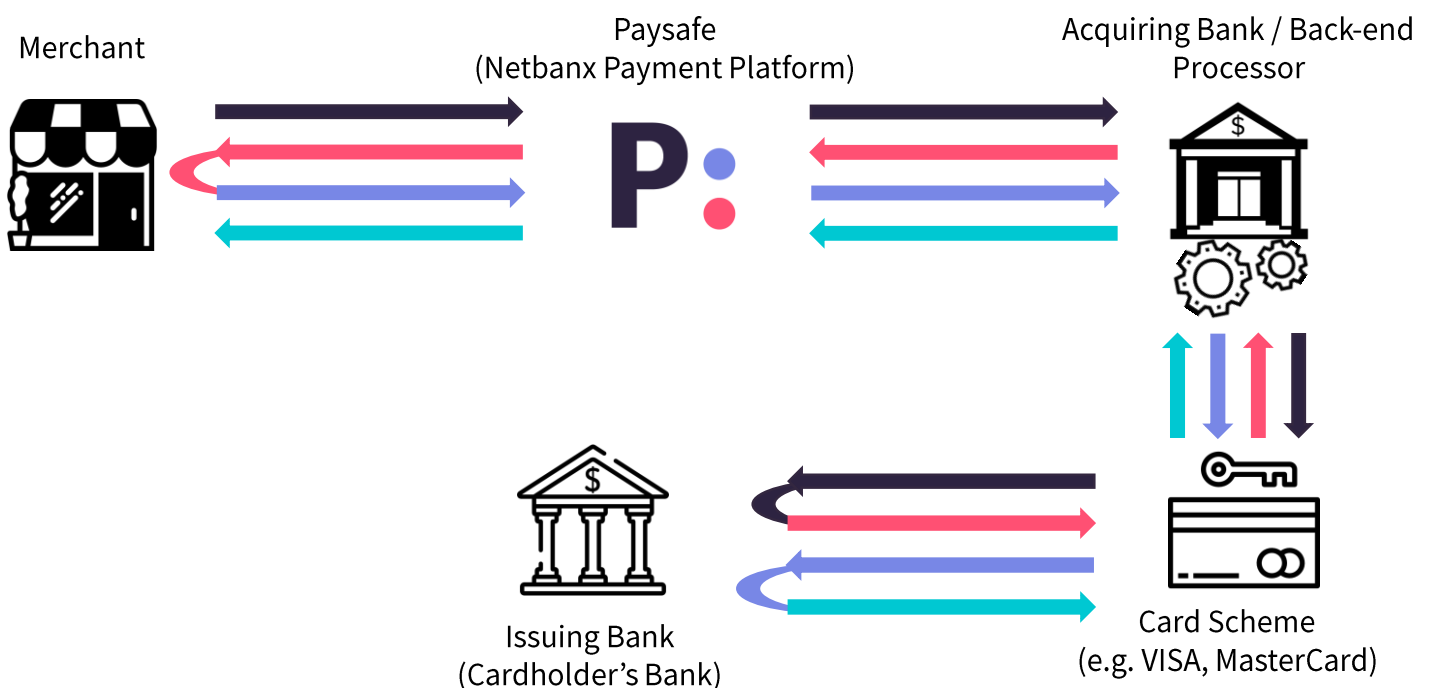 Merchant
Paysafe
(Netbanx Payment Platform)
Acquiring Bank / Back-end
Processor
$
P:
$
Issuing Bank
(Cardholder’s Bank)
Card Scheme
(e.g. VISA, MasterCard)